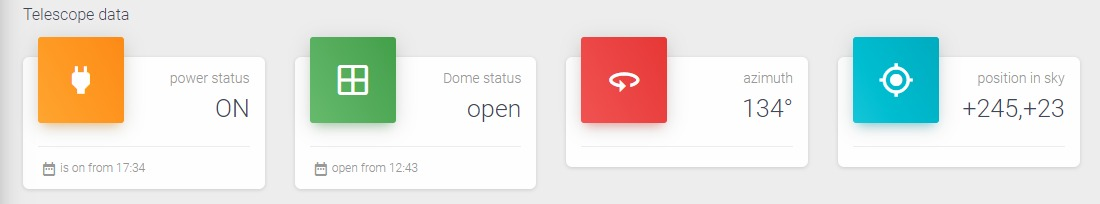 Telescope data
power status
ON
is on from 17:34
Dome status
open
open from 12:43
azimuth
134°
position in sky
+245,+23